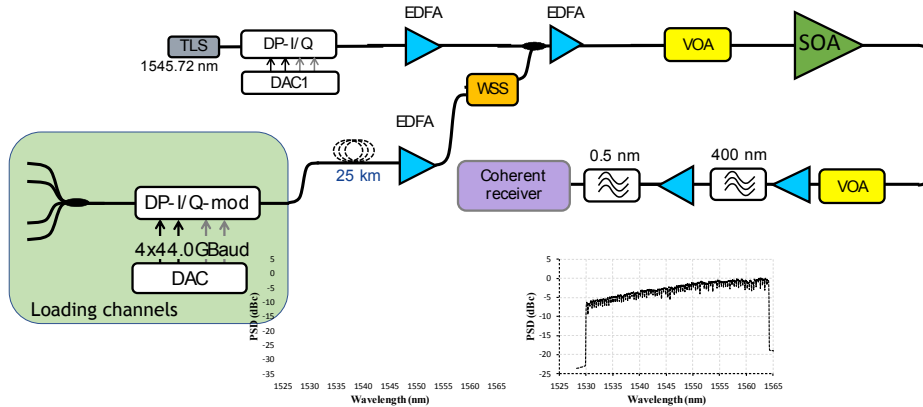 EDFA
EDFA
TLS
DP-I/Q
VOA
SOA
1545.72 nm
DAC1
WSS
EDFA
0.5 nm
400 nm
25 km
Coherent
receiver
VOA
DP-I/Q-mod
4x44.0GBaud
DAC
Loading channels
PSD (dBc)
5
0
-5
-10
-15
-20
-25
-30
-35
1525 1530 1535 1540 1545 1550 1555 1560 1565
Wavelength (nm)
PSD (dBc)
5
0
-5
-10
-15
-20
-25
1525 1530 1535 1540 1545 1550 1555 1560 1565
Wavelength (nm)